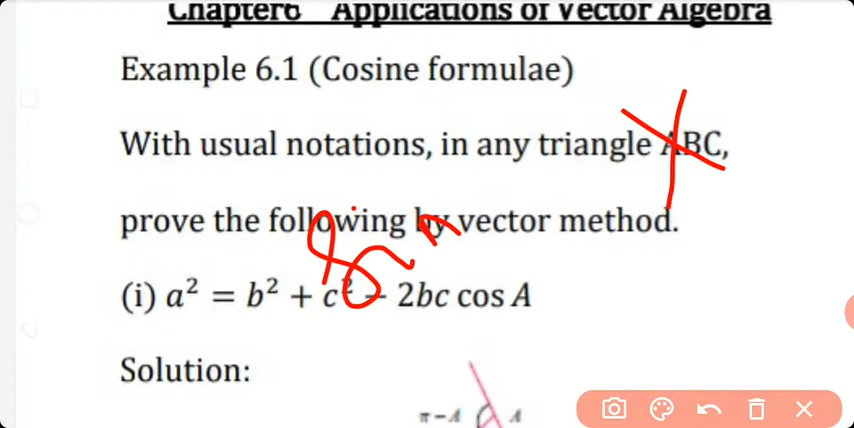 Chapter6 Applications of Vector Algebra
Example 6.1 (Cosine formulae)
With usual notations, in any triangle ABC,
prove the following by vector method.
(i) a² = b² + c² − 2bc cos A
Solution:
π−A A